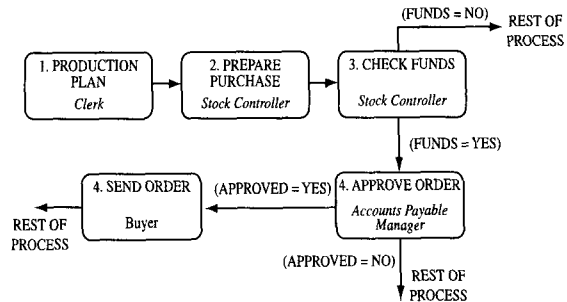 (FUNDS = NO)
REST OF
PROCESS
1. PRODUCTION
PLAN
Clerk
2. PREPARE
PURCHASE
Stock Controller
3. CHECK FUNDS
Stock Controller
(FUNDS = YES)
4. SEND ORDER
Buyer
(APPROVED = YES)
4. APPROVE ORDER
Accounts Payable
Manager
REST OF
PROCESS
(APPROVED = NO)
REST OF
PROCESS